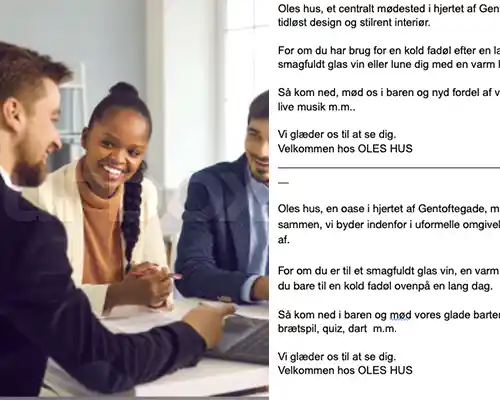 Oles hus, et centralt mødested i hjertet af
tidløst design og stilrent interiør.
For om du har brug for en kold fadøl efter en
smagfuldt glas vin eller lune dig med en varm
Så kom ned, mød os i baren og nyd fordel af
live musik m.m..
Vi glæder os til at se dig.
Velkommen hos OLES HUS
Oles hus, en oase i hjertet af Gentoftegade,
sammen, vi byder indenfor i uformelle
af.
For om du er til et smagfuldt glas vin, en varm
du bare til en kold fadøl ovenpå en lang dag.
Så kom ned i baren og mød vores glade
brætspil, quiz, dart m.m.
Vi glæder os til at se dig.
Velkommen hos OLES HUS